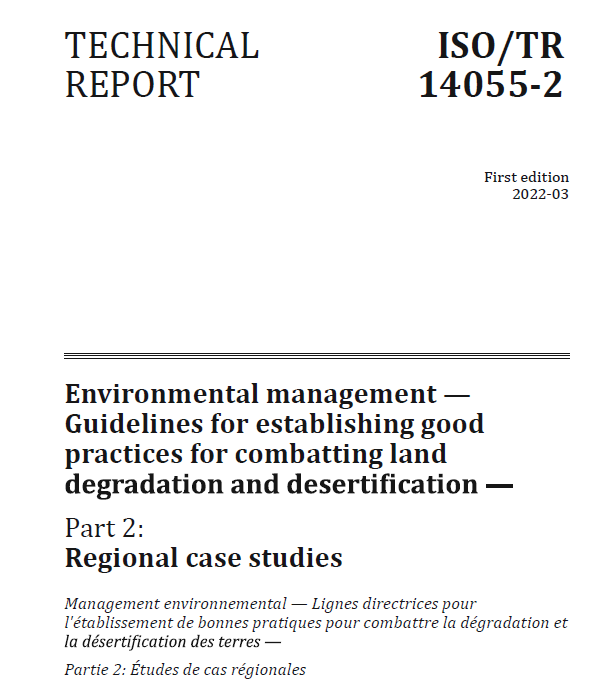 TECHNICAL
REPORT
ISO/TR
14055-2
First edition
2022-03
Environmental management —
Guidelines for establishing good
practices for combatting land
degradation and desertification —
Part 2:
Regional case studies
Management environnemental — Lignes directrices pour
l'établissement de bonnes pratiques pour combattre la dégradation et
la désertification des terres —
Partie 2: Études de cas régionales